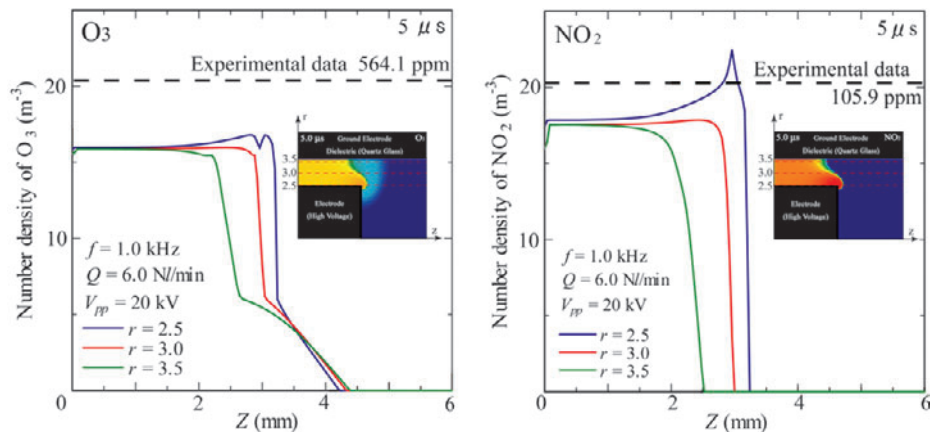 O3
5 μs
Experimental data 564.1 ppm
Number density of O3 (m-3)
20
15
10
5.0 μs Ground Electrode O3
Dielectric (Quartz Glass)
3.5
3.0
2.5
Electrode
(High Voltage)
r
z
f = 1.0 kHz
Q = 6.0 Nl/min
Vpp = 20 kV
r = 2.5
r = 3.0
r = 3.5
0 2 4 6
Z (mm)
NO2
5 μs
Experimental data
105.9 ppm
Number density of NO2 (m-3)
20
15
10
5.0 μs Ground Electrode NO2
Dielectric (Quartz Glass)
3.5
3.0
2.5
Electrode
(High Voltage)
r
z
f = 1.0 kHz
Q = 6.0 Nl/min
Vpp = 20 kV
r = 2.5
r = 3.0
r = 3.5
0 2 4 6
Z (mm)